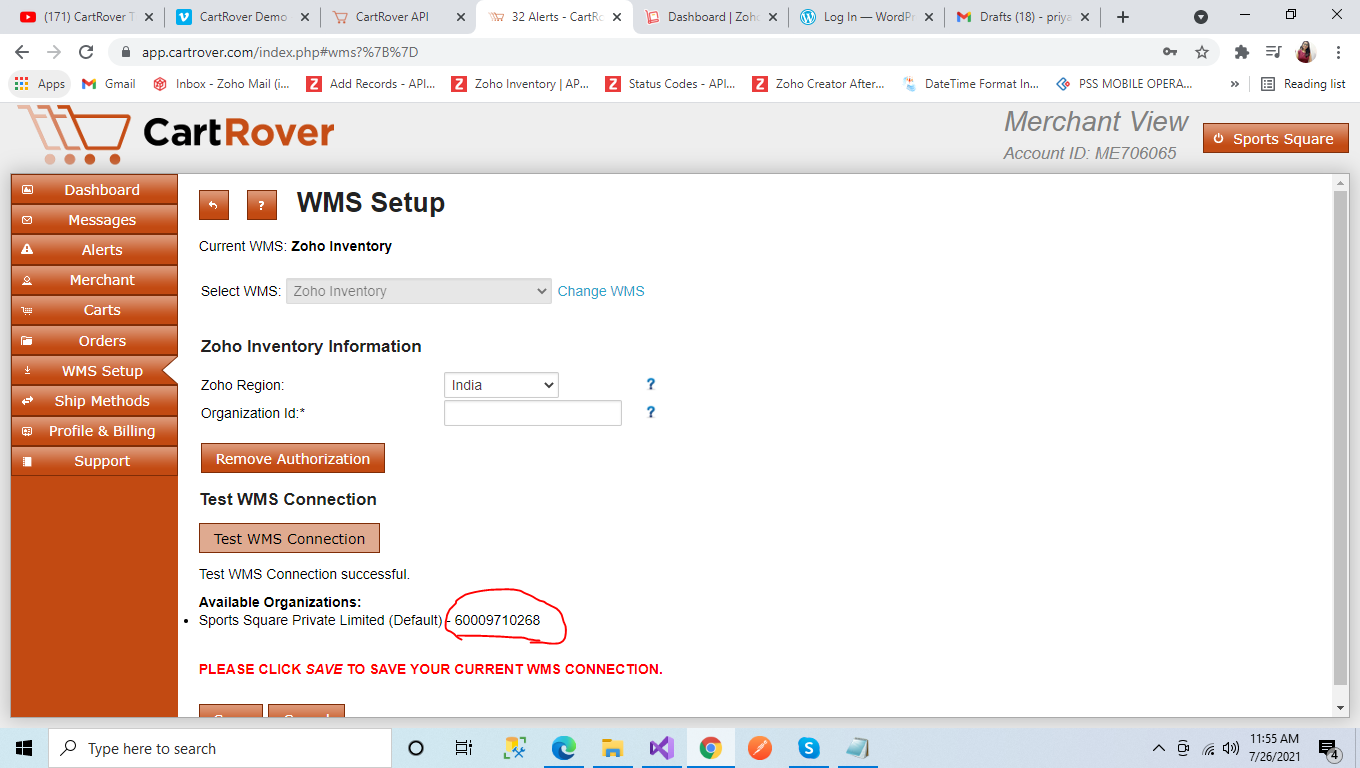 (171) CartRover T
CartRover Demo
CartRover API
32 Alerts - CartRo
Dashboard | Zoho
Log In — WordPr
Drafts (18) - priya
app.cartrover.com/index.php#wms?%7B%7D
Apps
Gmail
Inbox - Zoho Mail (i...
Add Records - API...
Zoho Inventory | AP...
Status Codes - API...
Zoho Creator After...
DateTime Format In...
PSS MOBILE OPERA...
»
Reading list
CartRover
Merchant View
Account ID: ME706065
Sports Square
Dashboard
Messages
Alerts
Merchant
Carts
Orders
WMS Setup
Ship Methods
Profile & Billing
Support
? WMS Setup
Current WMS: Zoho Inventory
Select WMS: Zoho Inventory Change WMS
Zoho Inventory Information
Zoho Region: India ?
Organization Id:* ?
Remove Authorization
Test WMS Connection
Test WMS Connection
Test WMS Connection successful.
Available Organizations:
• Sports Square Private Limited (Default) - 60009710268
PLEASE CLICK SAVE TO SAVE YOUR CURRENT WMS CONNECTION.
Type here to search
11:55 AM
7/26/2021
4